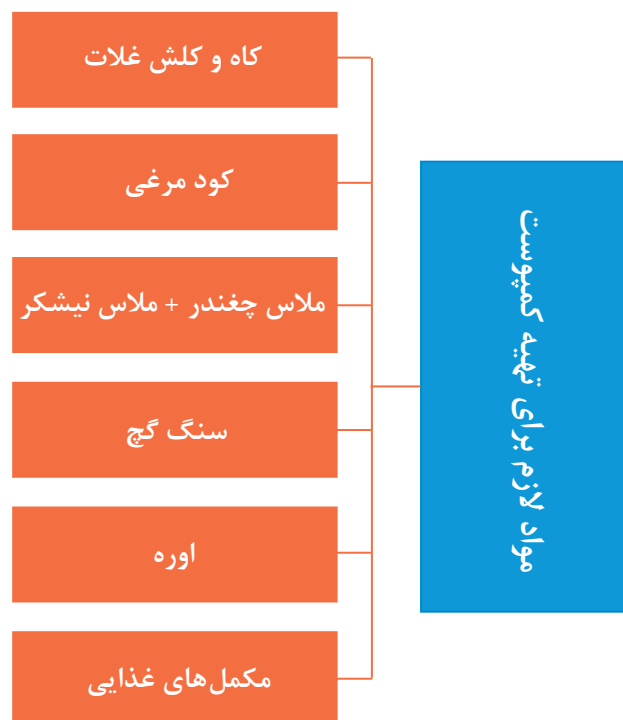 مواد لازم برای تهیه کمپوست
کاه و کلش غلات
کود مرغی
ملاس چغندر + ملاس نیشکر
سنگ گچ
اوره
مکمل‌های غذایی